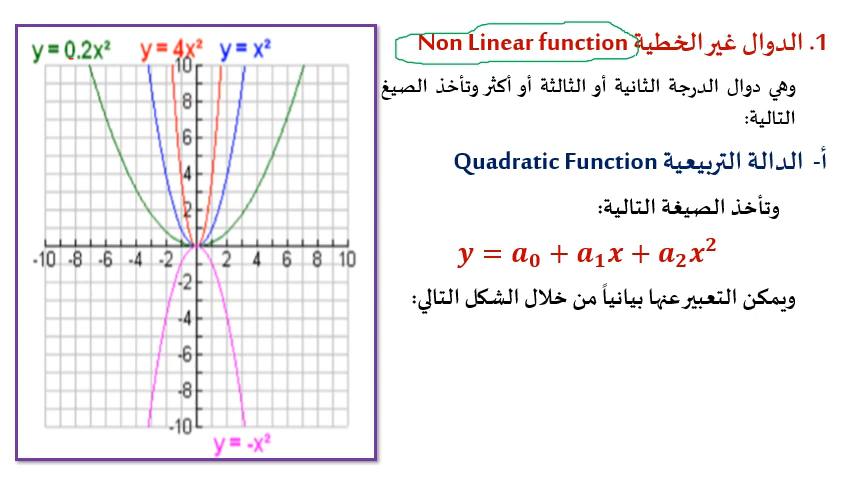 1. الدوال غير الخطية Non Linear function
وهي دوال الدرجة الثانية أو الثالثة أو أكثر وتأخذ الصيغ
التالية:
أ- الدالة التربيعية Quadratic Function
وتأخذ الصيغة التالية:
y = a₀ + a₁x + a₂x²
ويمكن التعبير عنها بيانياً من خلال الشكل التالي:
y = 0.2x² y = 4x² y = x²
10
8
6
4
2
-10 -8 -6 -4 -2 2 4 6 8 10
-2
-4
-6
-8
-10
y = -x²